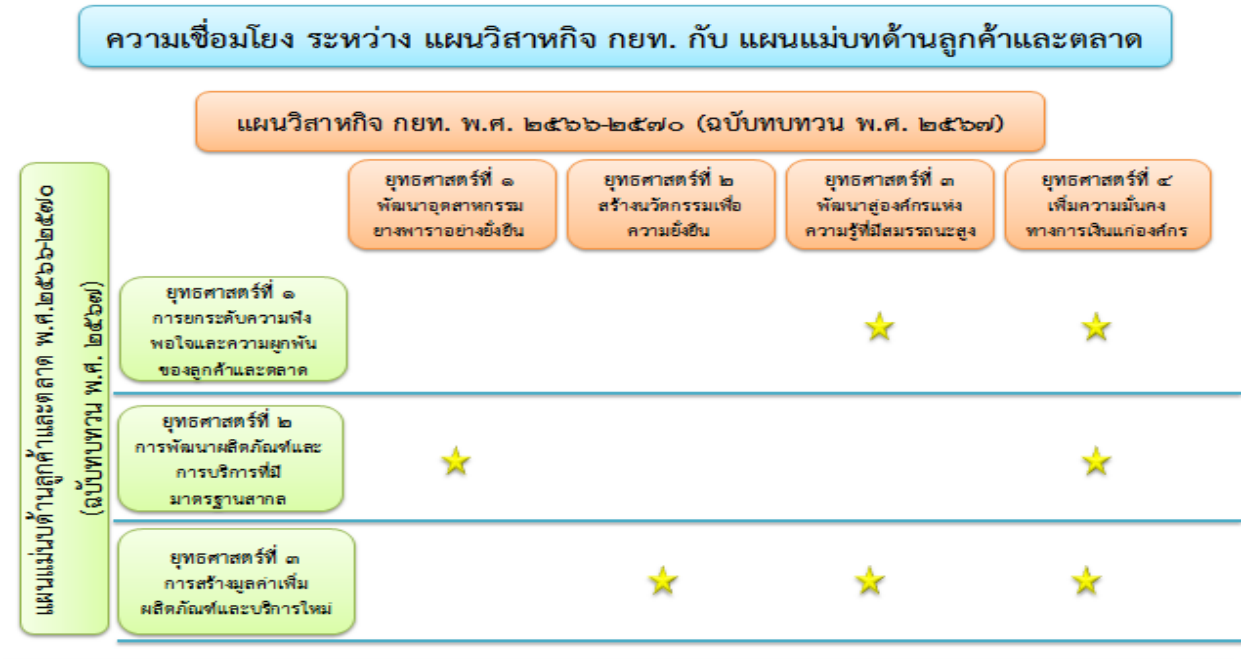 ความเชื่อมโยง ระหว่าง แผนวิสาหกิจ กยท. กับ แผนแม่บทด้านลูกค้าและตลาด
แผนวิสาหกิจ กยท. พ.ศ. ๒๕๖๖-๒๕๗๐ (ฉบับทบทวน พ.ศ. ๒๕๖๗)
ยุทธศาสตร์ที่ ๑
พัฒนาอุตสาหกรรม
ยางพาราอย่างยั่งยืน
ยุทธศาสตร์ที่ ๒
สร้างนวัตกรรมเพื่อ
ความยั่งยืน
ยุทธศาสตร์ที่ ๓
พัฒนาสู่องค์กรแห่ง
ความรู้ที่มีสมรรถนะสูง
ยุทธศาสตร์ที่ ๔
เพิ่มความมั่นคง
ทางการเงินแก่องค์กร
แผนแม่นบด้านลูกค้าและตลาด พ.ศ.๒๕๖๖-๒๕๗๐
(ฉบับทบทวน พ.ศ. ๒๕๖๗)
ยุทธศาสตร์ที่ ๑
การยกระดับความพึง
พอใจและความผูกพัน
ของลูกค้าและตลาด
ยุทธศาสตร์ที่ ๒
การพัฒนาผลิตภัณฑ์และ
การบริการที่มี
มาตรฐานสากล
ยุทธศาสตร์ที่ ๓
การสร้างมูลค่าเพิ่ม
ผลิตภัณฑ์และบริการใหม่